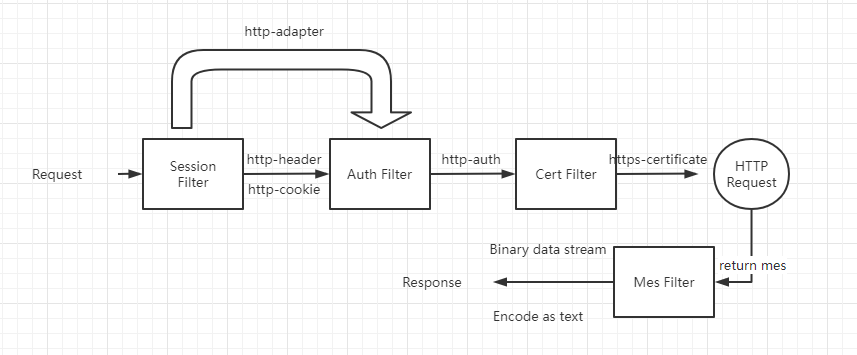 http-adapter
Request
Session
Filter
http-header
http-cookie
Auth Filter
http-auth
Cert Filter
https-certificate
HTTP
Request
return mes
Mes Filter
Binary data stream
Response
Encode as text